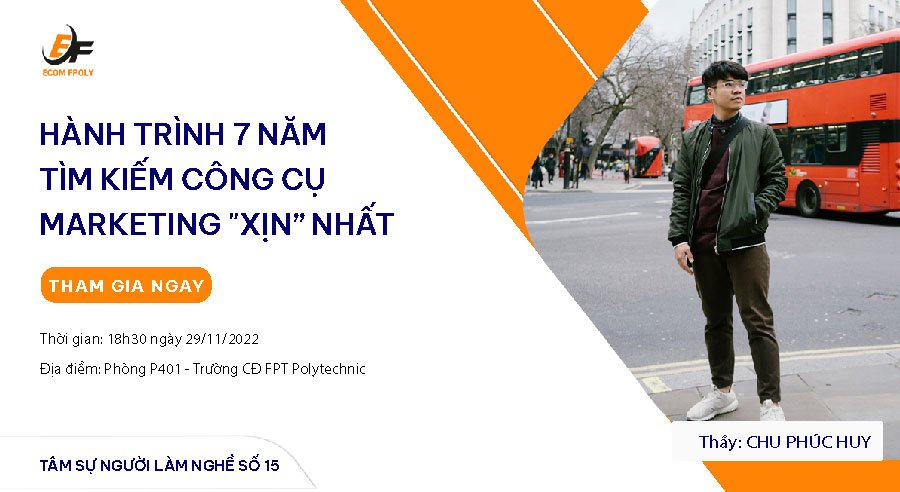 EF
ECOM FPOLY
HÀNH TRÌNH 7 NĂM
TÌM KIẾM CÔNG CỤ
MARKETING "XỊN” NHẤT
THAM GIA NGAY
Thời gian: 18h30 ngày 29/11/2022
Địa điểm: Phòng P401 - Trường CĐ FPT Polytechnic
Thầy: CHU PHÚC HUY
TÂM SỰ NGƯỜI LÀM NGHỀ SỐ 15